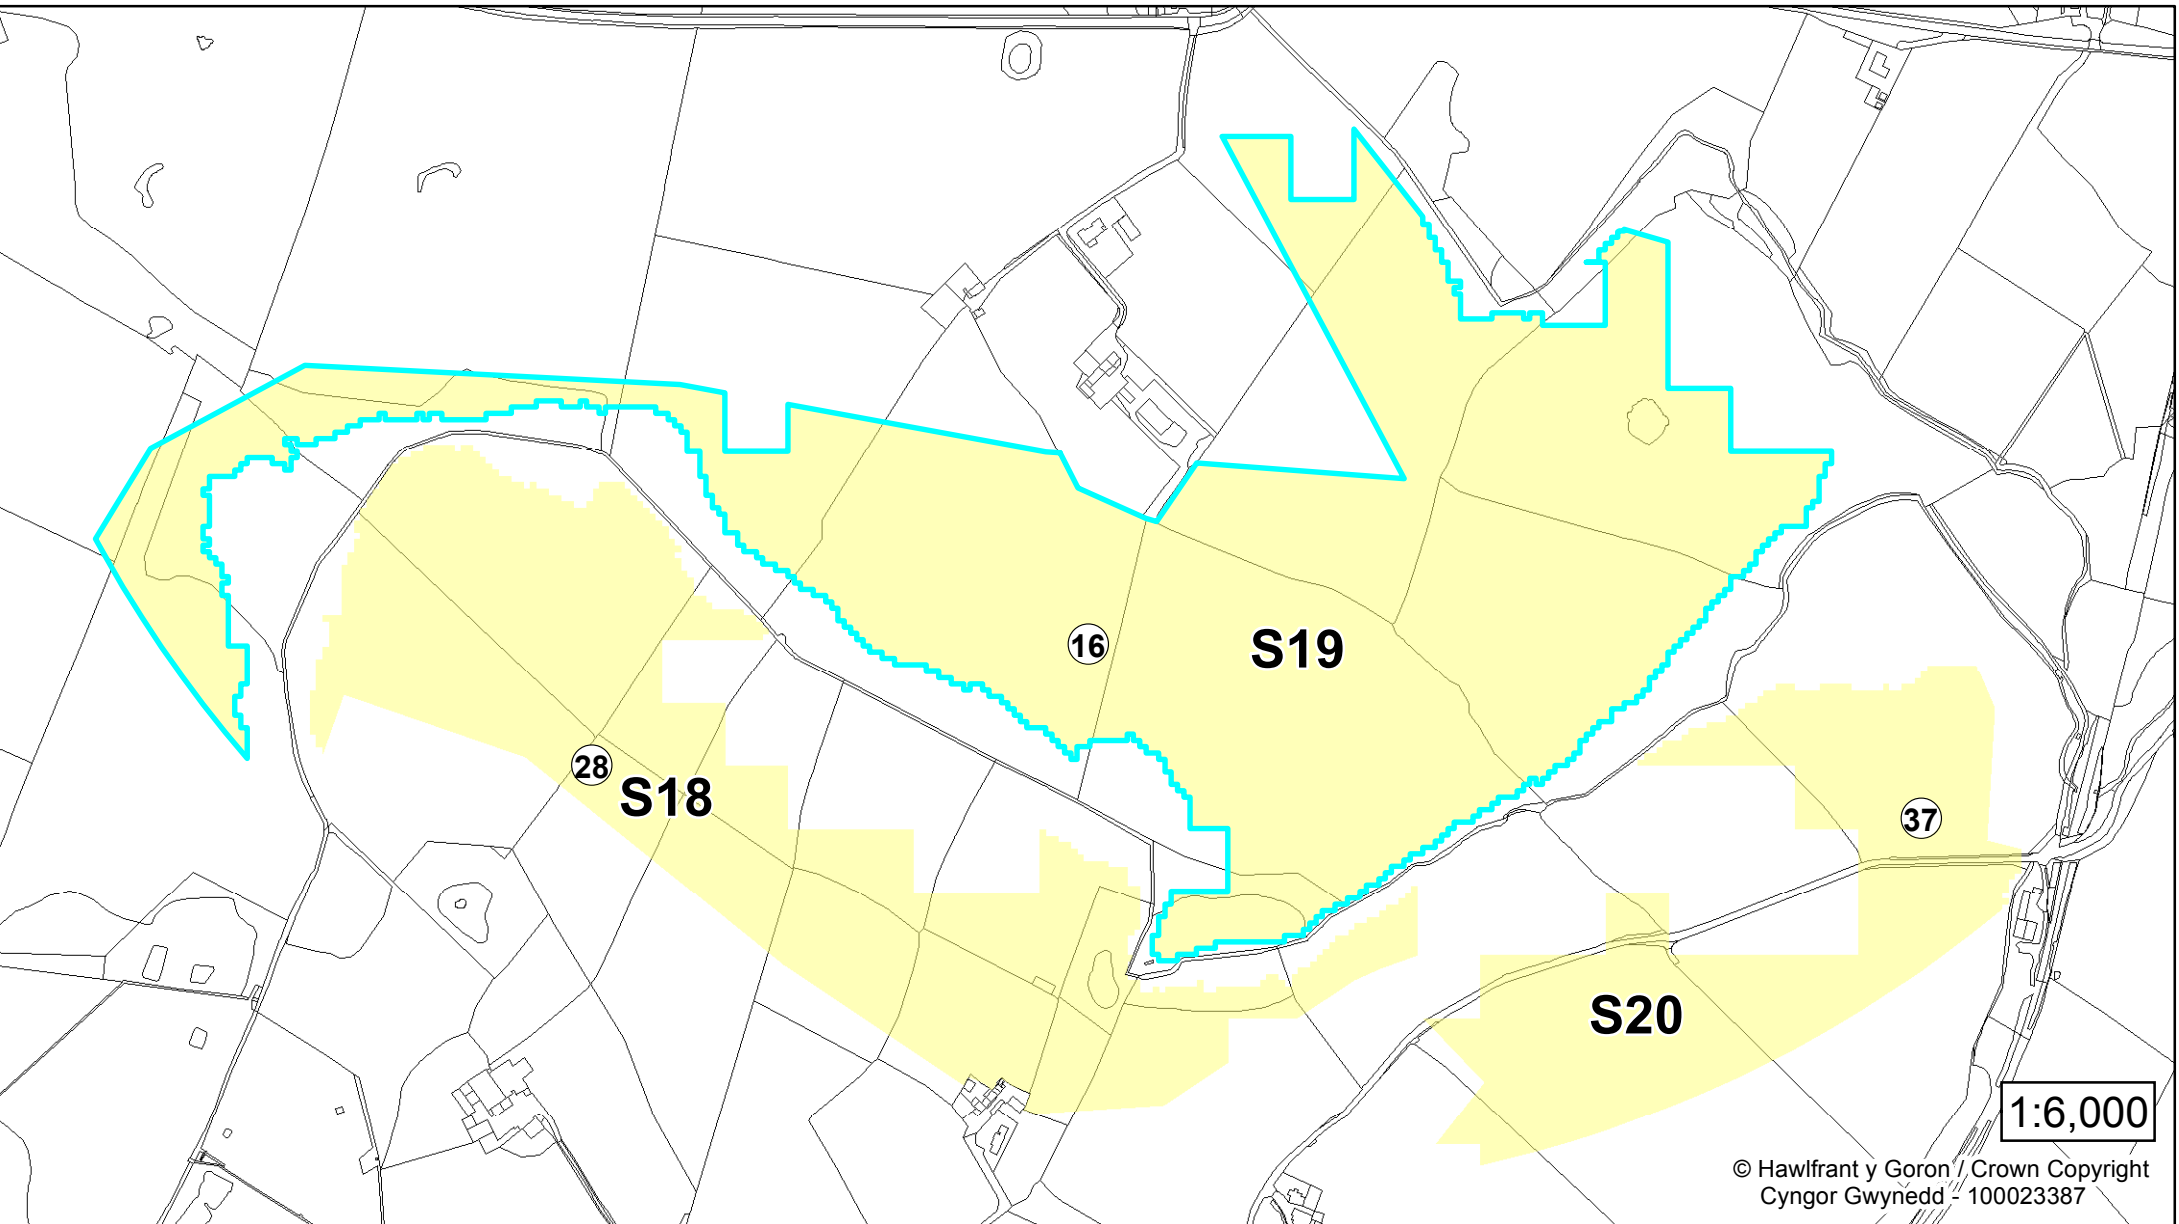 16
S19
28
S18
37
S20
1:6,000
© Hawlfrant y Goron / Crown Copyright
Cyngor Gwynedd - 100023387